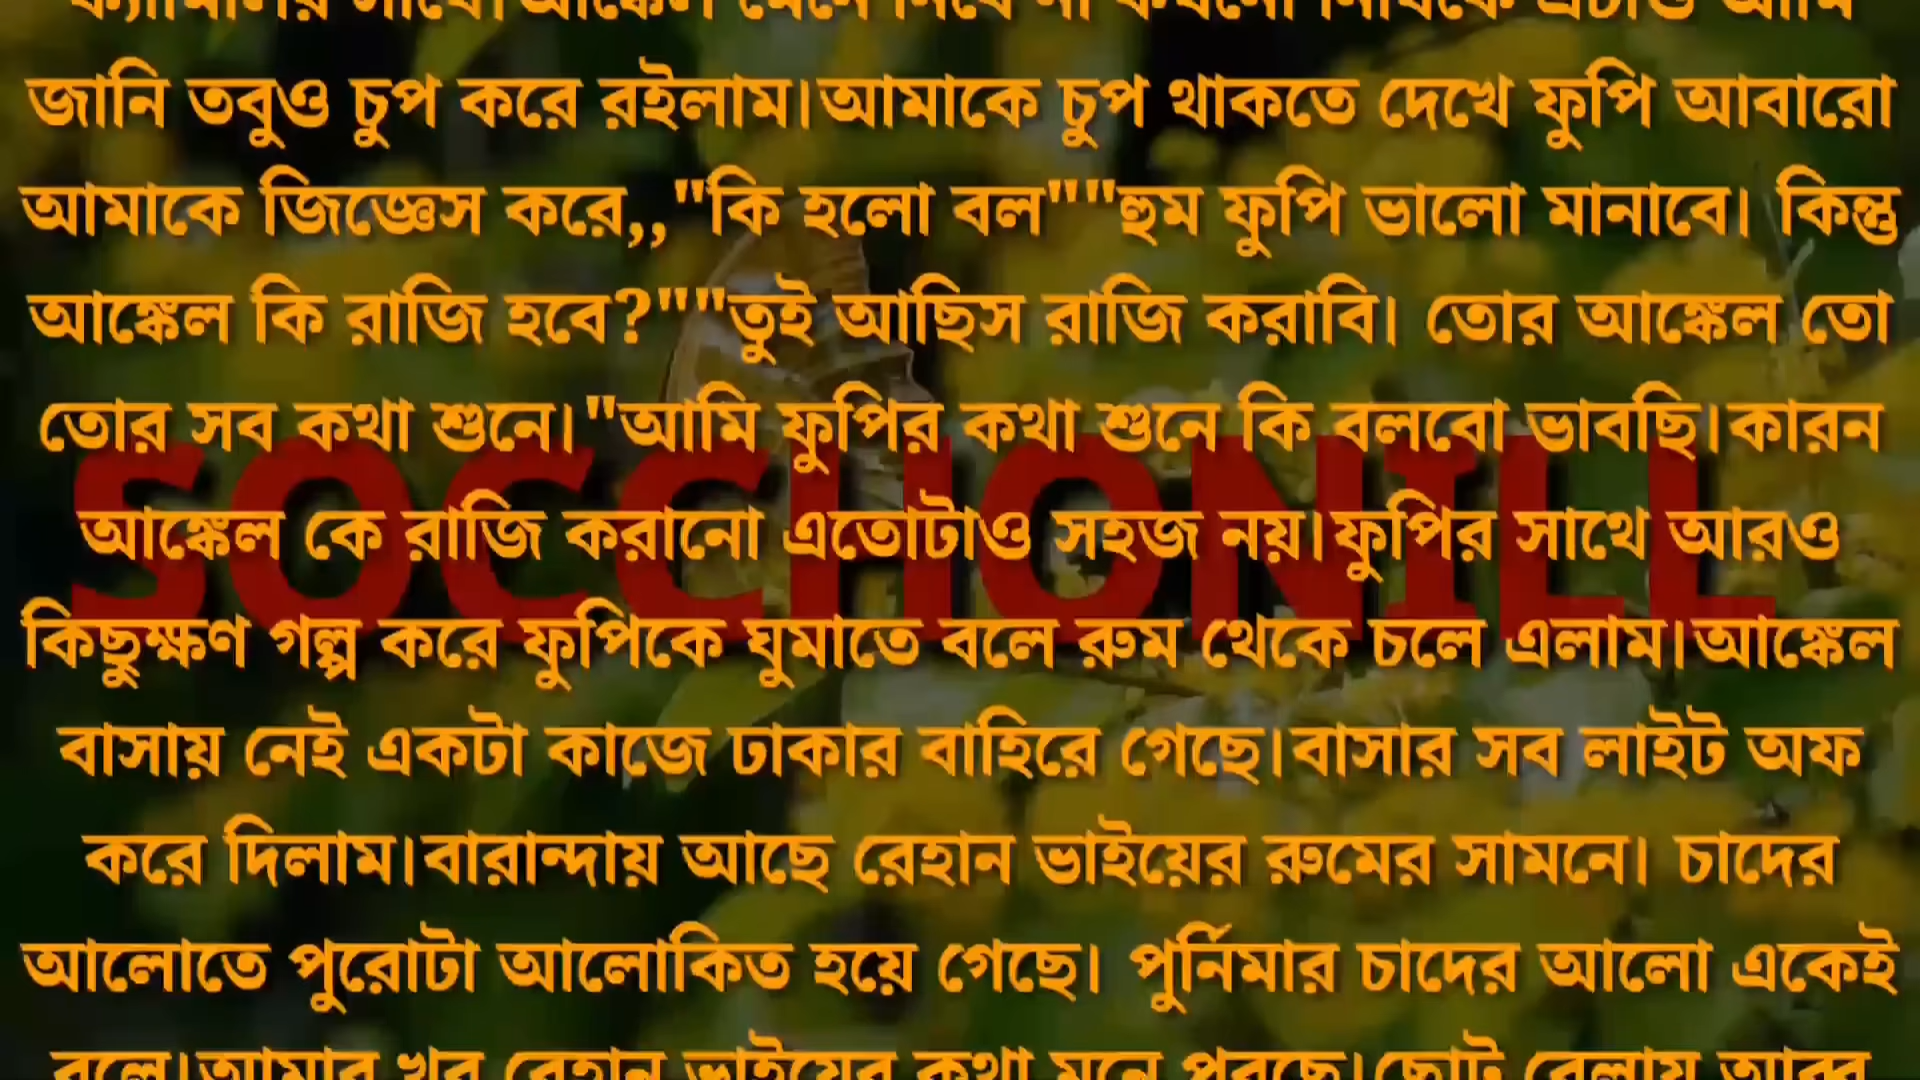 জানি তবুও চুপ করে রইলাম।আমাকে চুপ থাকতে দেখে ফুপি আবারো
আমাকে জিজ্ঞেস করে,,"কি হলো বল""হুম ফুপি ভালো মানাবে। কিন্তু
আঙ্কেল কি রাজি হবে?""তুই আছিস রাজি করাবি। তোর আঙ্কেল তো
তোর সব কথা শুনে।"আমি ফুপির কথা শুনে কি বলবো ভাবছি।কারন
SOCCHONILL
আঙ্কেল কে রাজি করানো এতোটাও সহজ নয়।ফুপির সাথে আরও
কিছুক্ষণ গল্প করে ফুপিকে ঘুমাতে বলে রুম থেকে চলে এলাম।আঙ্কেল
বাসায় নেই একটা কাজে ঢাকার বাহিরে গেছে।বাসার সব লাইট অফ
করে দিলাম।বারান্দায় আছে রেহান ভাইয়ের রুমের সামনে। চাদের
আলোতে পুরোটা আলোকিত হয়ে গেছে। পুর্নিমার চাদের আলো একেই
বলে।আমার খুব রেহান ভাইয়ের কথা মনে পরছে।ছোট বেলায় আব্বু